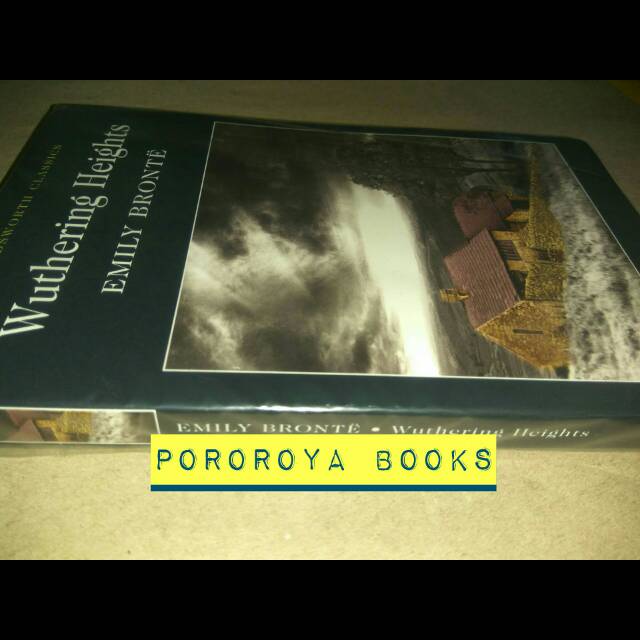 Wuthering Heights
EMILY BRONTË
EMILY BRONTË • Wuthering Heights
POROROYA BOOKS